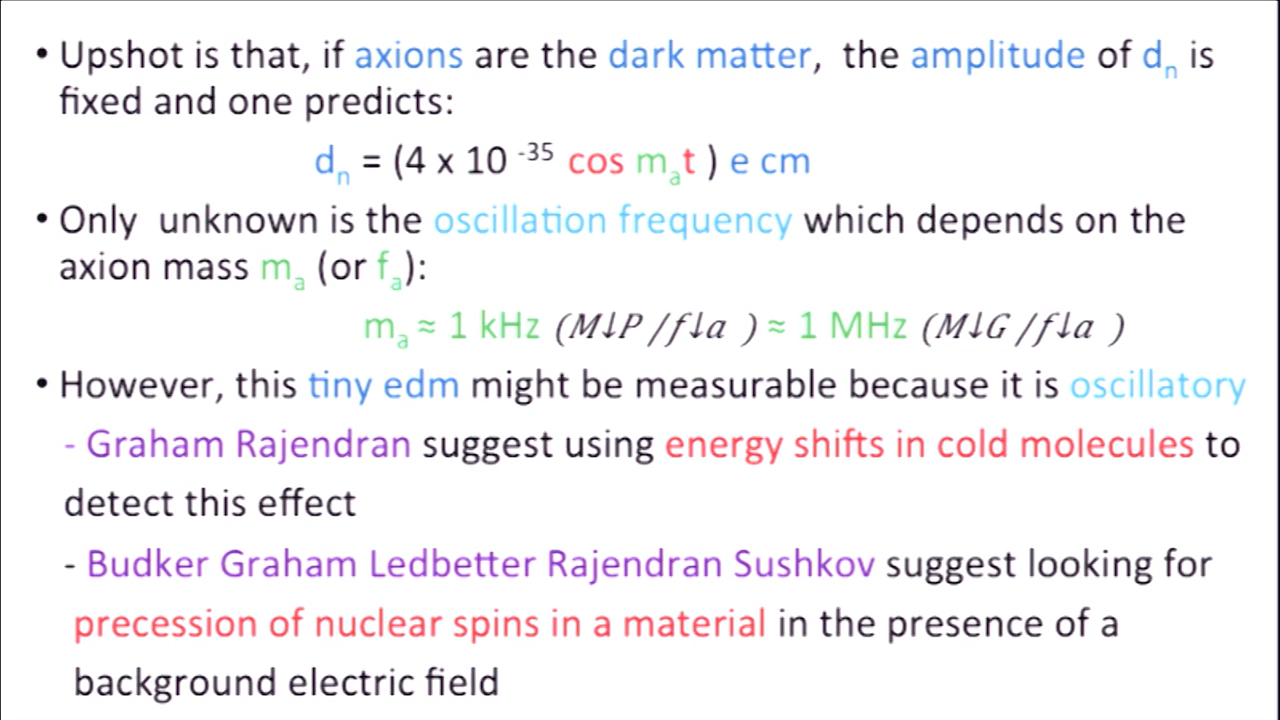 • Upshot is that, if axions are the dark matter, the amplitude of dₙ is
fixed and one predicts:
dₙ = (4 x 10 ⁻³⁵ cos mₐt ) e cm
• Only unknown is the oscillation frequency which depends on the
axion mass mₐ (or fₐ):
mₐ ≈ 1 kHz (M↓P /f↓a ) ≈ 1 MHz (M↓G /f↓a )
• However, this tiny edm might be measurable because it is oscillatory
- Graham Rajendran suggest using energy shifts in cold molecules to
detect this effect
- Budker Graham Ledbetter Rajendran Sushkov suggest looking for
precession of nuclear spins in a material in the presence of a
background electric field